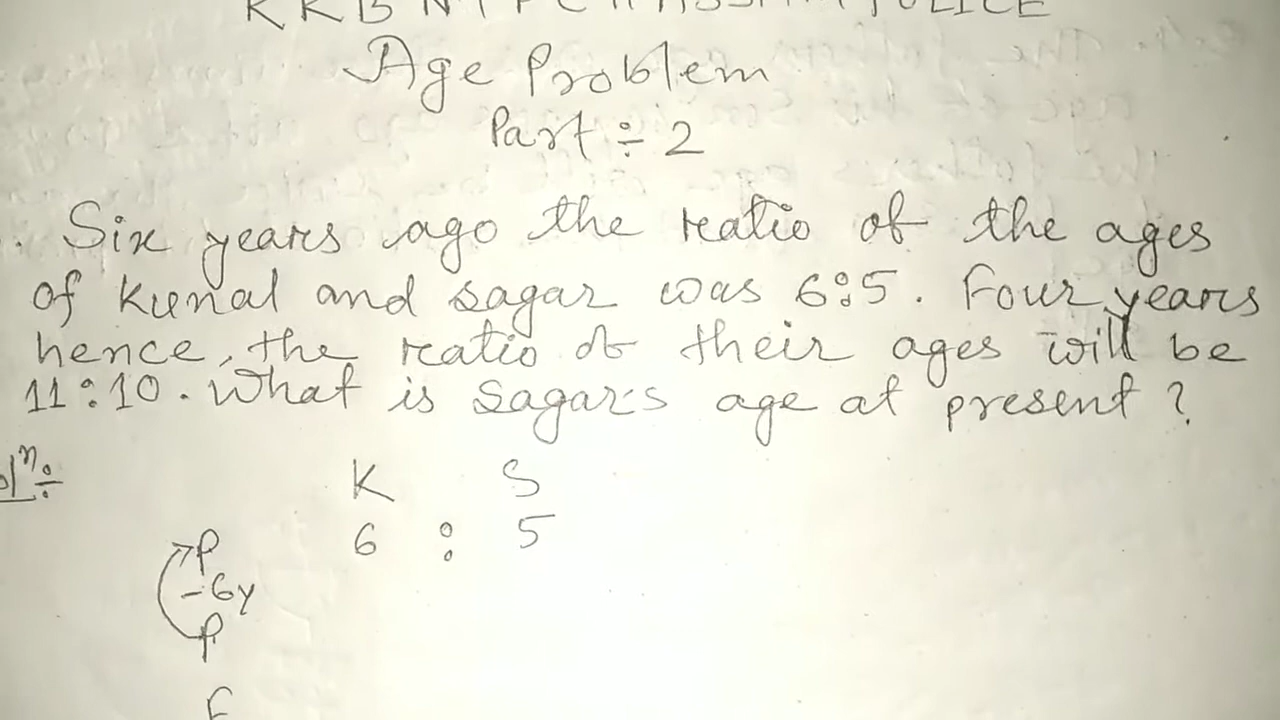 Age Problem
Part ÷ 2
Six years ago the ratio of the ages
of Kunal and sagar was 6:5. Four years
hence, the ratio of their ages will be
11:10. What is Sagar's age at present?
K S
6 : 5
P
-6y
P
F